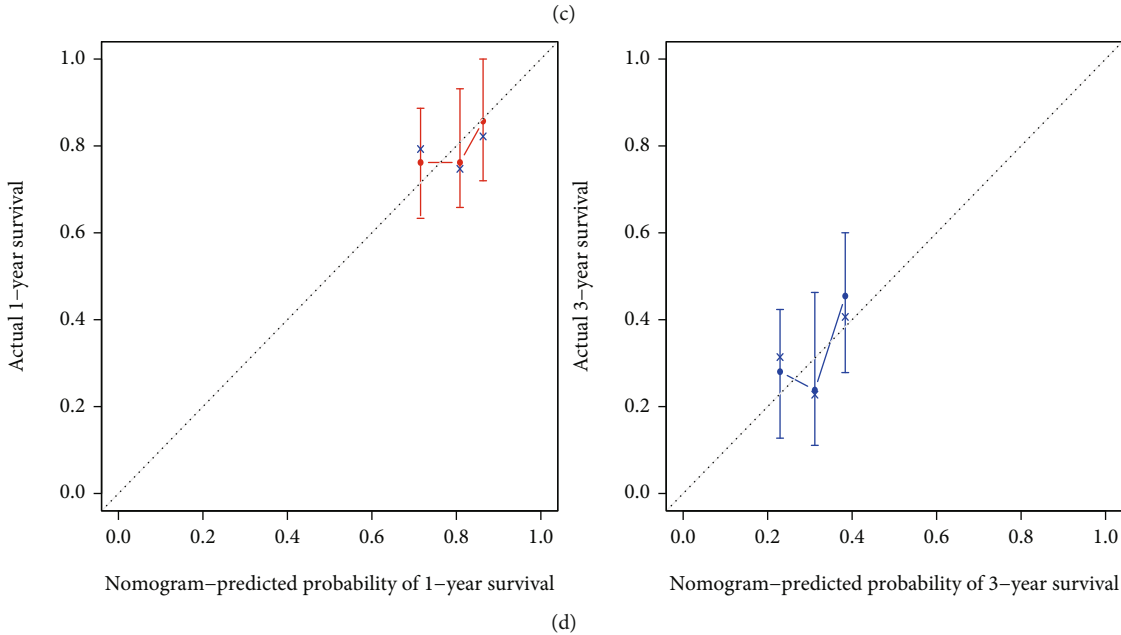 (c)
1.0
0.8
0.6
0.4
0.2
0.0
Actual 1−year survival
0.0 0.2 0.4 0.6 0.8 1.0
Nomogram−predicted probability of 1−year survival
1.0
0.8
0.6
0.4
0.2
0.0
Actual 3−year survival
0.0 0.2 0.4 0.6 0.8 1.0
Nomogram−predicted probability of 3−year survival
(d)